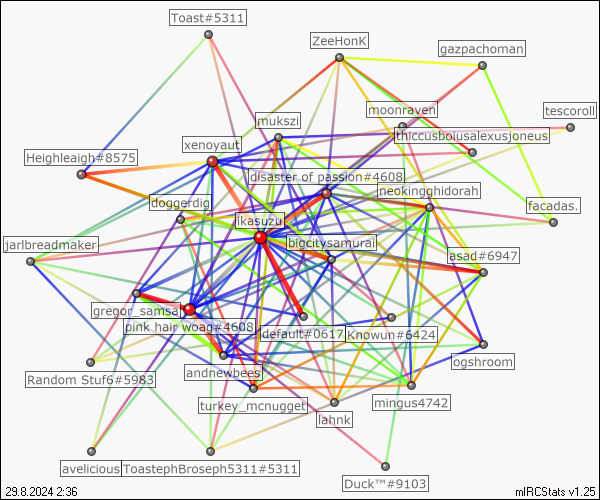 Toast#5311
ZeeHonK
gazpachoman
moonraven
tescoroll
mukszi
lthiccusbousalexusjoneus
xenoyaut
Heighleaigh#8575
disaster of passion#4608
neokingghidorah
doggerdig
facadas.
ikasuzu
jarlbreadmaker
bigcitysamurai
asad#6947
gregor_samsa
pink hair woag#4608
default#0617
Knowun#6424
ogshroom
Random Stuf6#5983
andnewbees
turkey_mcnugget
mingus4742
lahnk
avelicious
ToastephBroseph5311#5311
Duck™#9103
29.8.2024 2:36
mIRCStats v1.25